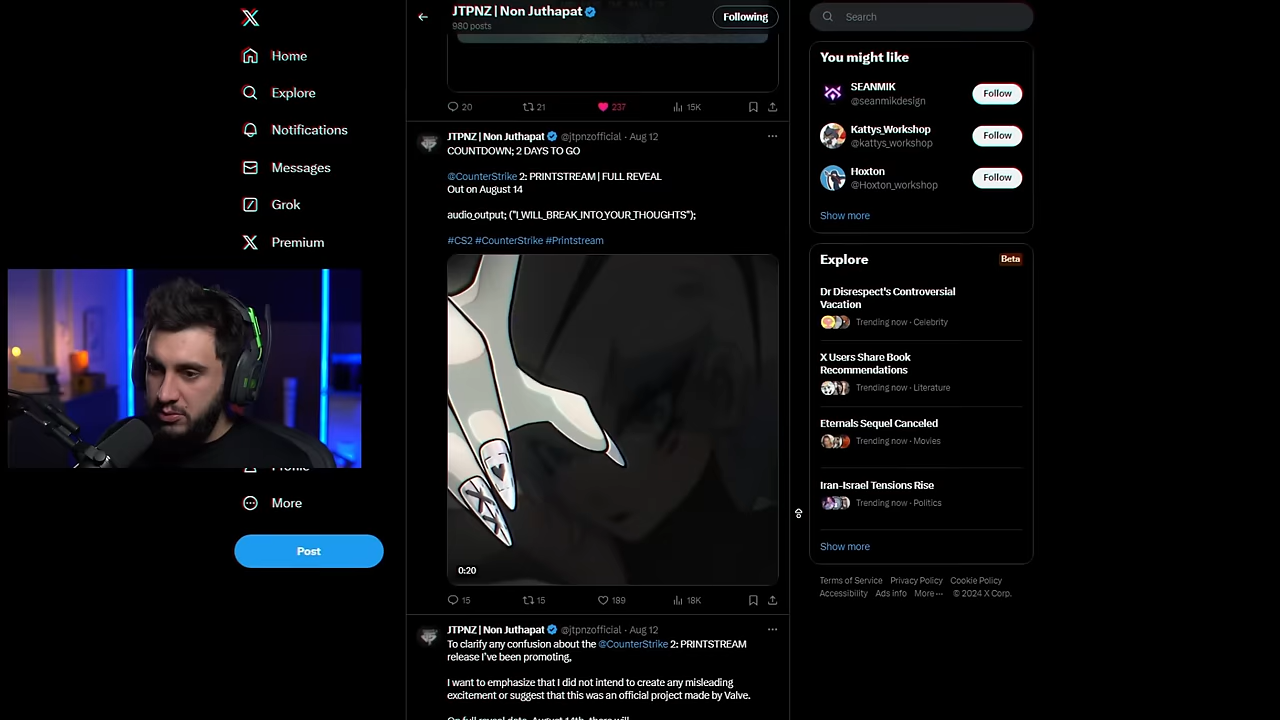 Home
Explore
Notifications
Messages
Grok
Premium
More
Post
JTPNZ | Non Juthapat
980 posts
Following
20
21
237
15K
JTPNZ | Non Juthapat @jtpnzofficial · Aug 12
COUNTDOWN; 2 DAYS TO GO
@CounterStrike 2: PRINTSTREAM | FULL REVEAL
Out on August 14
audio_output; ("I_WILL_BREAK_INTO_YOUR_THOUGHTS");
#CS2 #CounterStrike #Printstream
0:20
15
15
189
18K
JTPNZ | Non Juthapat @jtpnzofficial · Aug 12
To clarify any confusion about the @CounterStrike 2: PRINTSTREAM
release I've been promoting,
I want to emphasize that I did not intend to create any misleading
excitement or suggest that this was an official project made by Valve.
Search
You might like
SEANMIK
@seanmikdesign
Follow
Kattys_Workshop
@kattys_workshop
Follow
Hoxton
@Hoxton_workshop
Follow
Show more
Explore
Beta
Dr Disrespect's Controversial
Vacation
Trending now · Celebrity
X Users Share Book
Recommendations
Trending now · Literature
Eternals Sequel Canceled
Trending now · Movies
Iran-Israel Tensions Rise
Trending now · Politics
Show more
Terms of Service Privacy Policy Cookie Policy
Accessibility Ads info More ··· © 2024 X Corp.